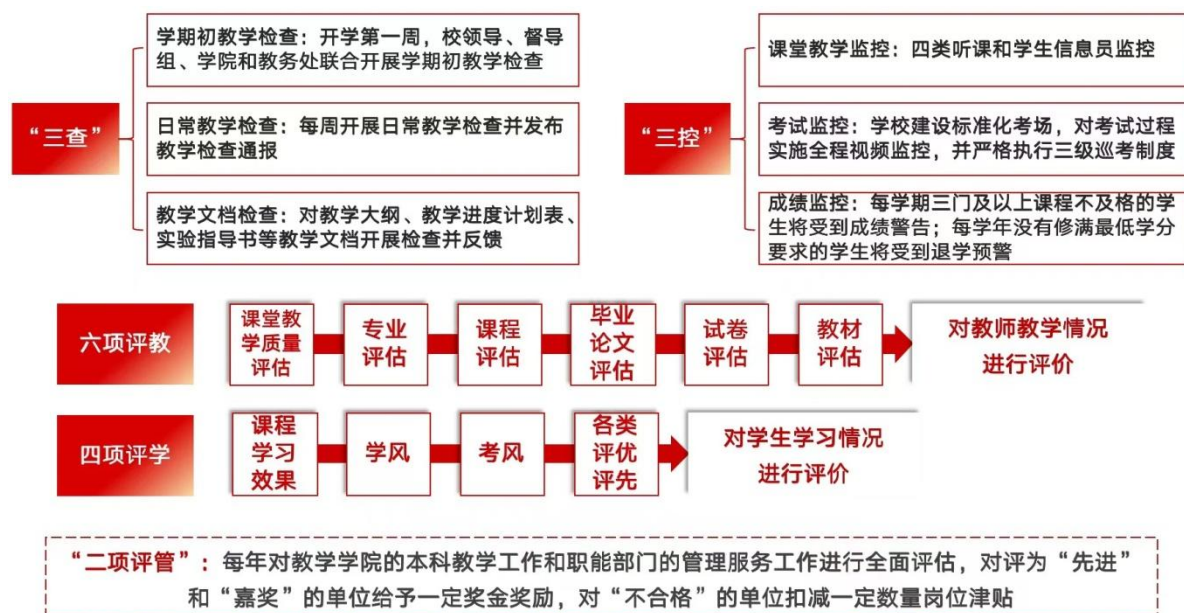 “三查”
学期初教学检查：开学第一周，校领导、督导
组、学院和教务处联合开展学期初教学检查
日常教学检查：每周开展日常教学检查并发布
教学检查通报
教学文档检查：对教学大纲、教学进度计划表、
实验指导书等教学文档开展检查并反馈
“三控”
课堂教学监控：四类听课和学生信息员监控
考试监控：学校建设标准化考场，对考试过程
实施全程视频监控，并严格执行三级巡考制度
成绩监控：每学期三门及以上课程不及格的学
生将受到成绩警告；每学年没有修满最低学分
要求的学生将受到退学预警
六项评教
课堂教
学质量
评估
专业
评估
课程
评估
毕业
论文
评估
试卷
评估
教材
评估
对教师教学情况
进行评价
四项评学
课程
学习
效果
学风
考风
各类
评优
评先
对学生学习情况
进行评价
“二项评管”：每年对教学学院的本科教学工作和职能部门的管理服务工作进行全面评估，对评为“先进”
和“嘉奖”的单位给予一定奖金奖励，对“不合格”的单位扣减一定数量岗位津贴